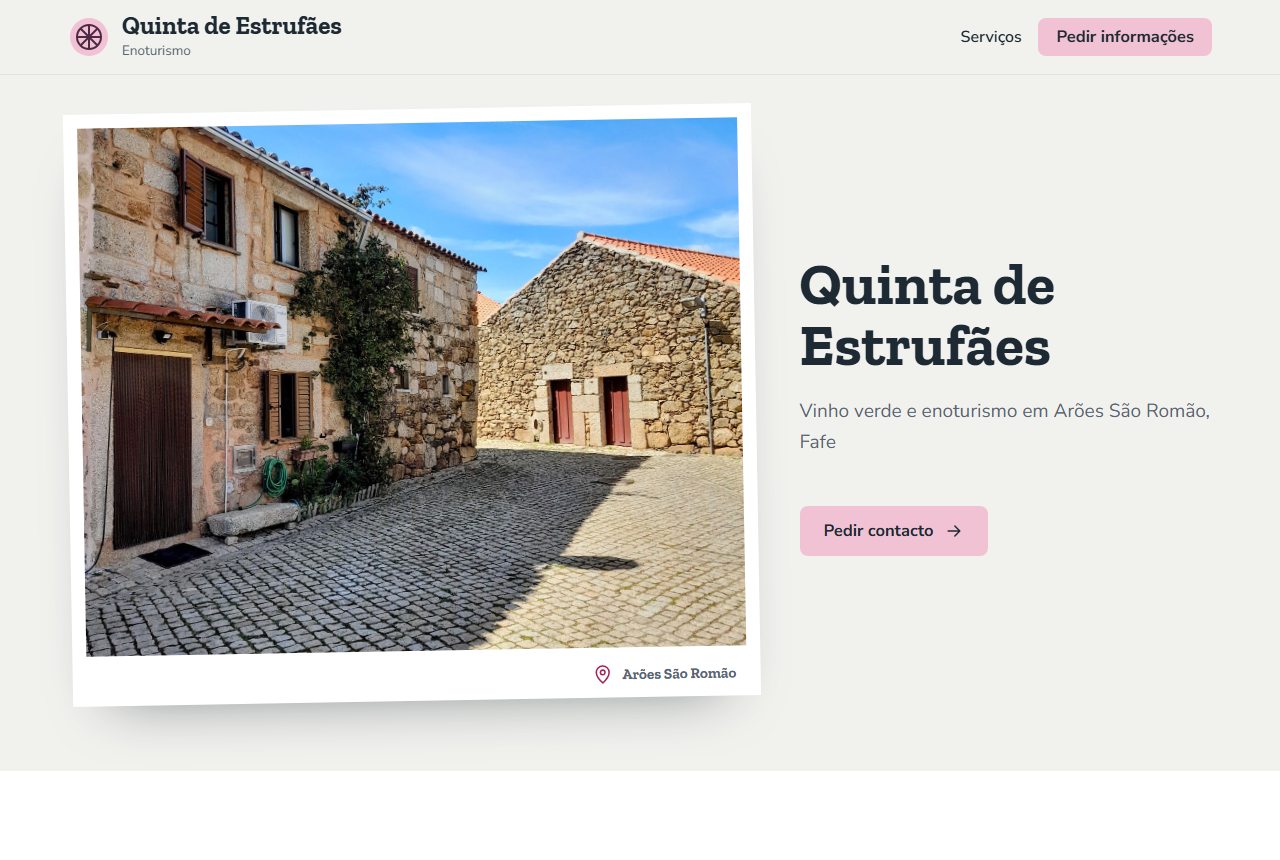 Quinta de Estrufães
Enoturismo
Serviços
Pedir informações
Quinta de
Estrufães
Vinho verde e enoturismo em Arões São Romão,
Fafe
Pedir contacto
Arões São Romão